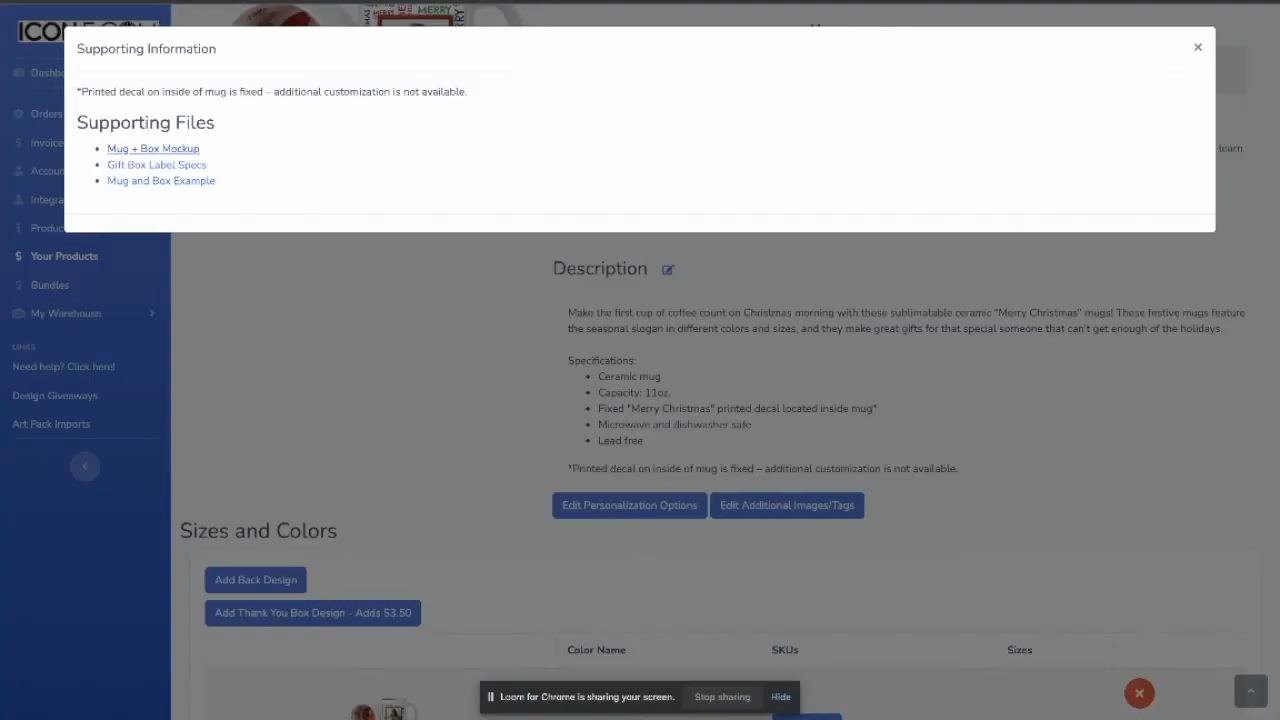 MERRY
ICON
Supporting Information
×
Dashbo
*Printed decal on inside of mug is fixed – additional customization is not available.
Orders
Supporting Files
Invoice
Mug + Box Mockup
learn
Gift Box Label Specs
Accoun
Mug and Box Example
Integra
Produc
Your Products
Description
Bundles
My Warehouse
Make the first cup of coffee count on Christmas morning with these sublimatable ceramic "Merry Christmas" mugs! These festive mugs feature
the seasonal slogan in different colors and sizes, and they make great gifts for that special someone that can't get enough of the holidays.
LINKS
Need help? Click here!
Specifications:
Ceramic mug
Capacity: 11oz.
Design Giveaways
Fixed "Merry Christmas" printed decal located inside mug*
Art Pack Imports
Microwave and dishwasher safe
Lead free
*Printed decal on inside of mug is fixed – additional customization is not available.
Edit Personalization Options
Edit Additional Images/Tags
Sizes and Colors
Add Back Design
Add Thank You Box Design - Adds $3.50
Color Name
SKUs
Sizes
Loom for Chrome is sharing your screen.
Stop sharing
Hide